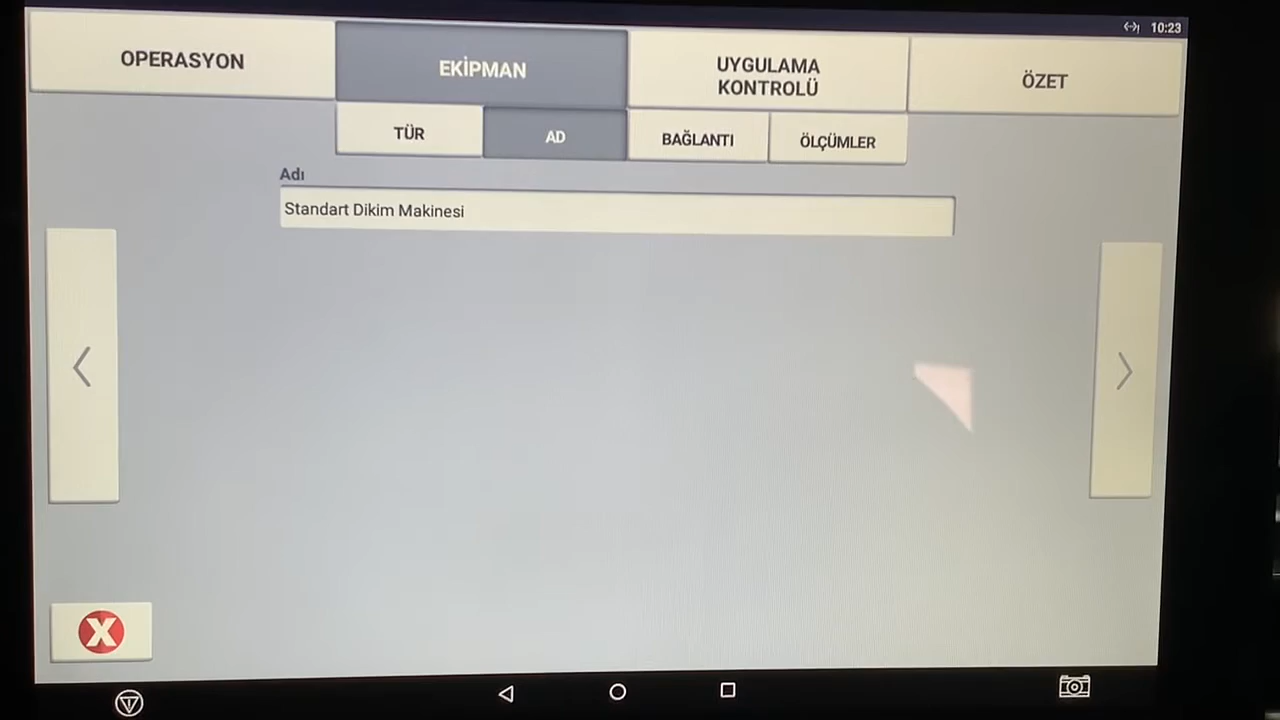 10:23
OPERASYON
EKİPMAN
UYGULAMA
KONTROLÜ
ÖZET
TÜR
AD
BAĞLANTI
ÖLÇÜMLER
Adı
Standart Dikim Makinesi
X